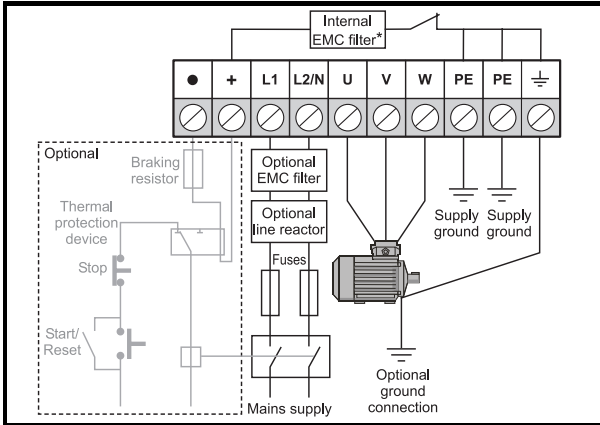 Internal
EMC filter*
+ L1 L2/N U V W PE PE
Optional
Braking
resistor
Thermal
protection
device
Stop
Start/
Reset
Optional
EMC filter
Optional
line reactor
Fuses
Mains supply
Supply
ground
Supply
ground
Optional
ground
connection